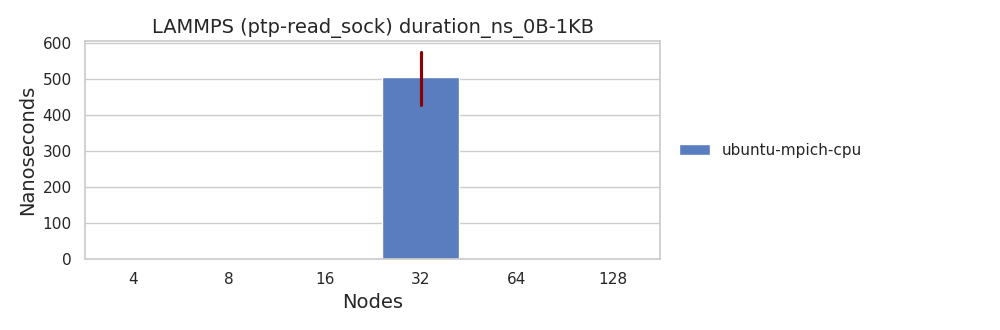 LAMMPS (ptp-read_sock) duration_ns_0B-1KB
Nanoseconds
600
500
400
300
200
100
0
4 8 16 32 64 128
Nodes
ubuntu-mpich-cpu